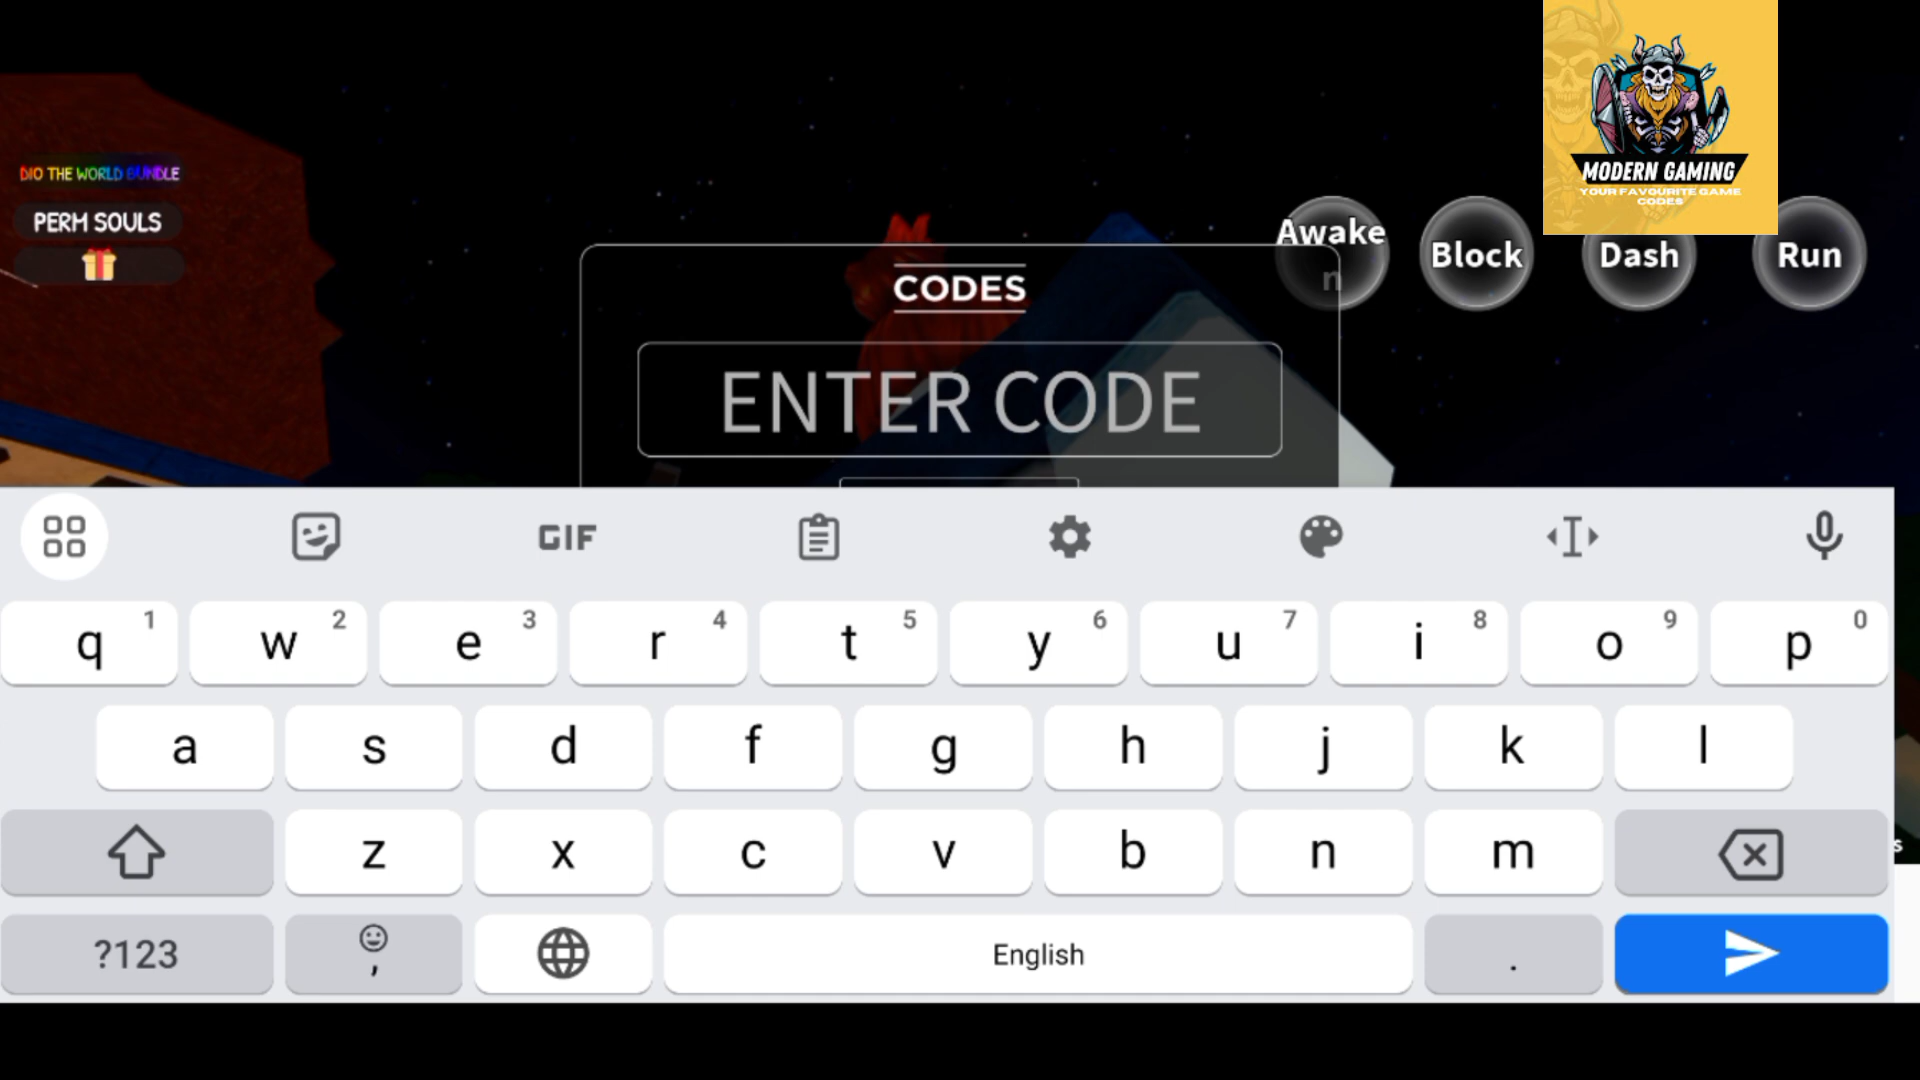 DIO THE WORLD BUNDLE
PERM SOULS
MODERN GAMING
YOUR FAVOURITE GAME
CODES
Awake
n
Block
Dash
Run
CODES
ENTER CODE
GIF
q 1 w 2 e 3 r 4 t 5 y 6 u 7 i 8 o 9 p 0
a s d f g h j k l
z x c v b n m
s
?123 , English .